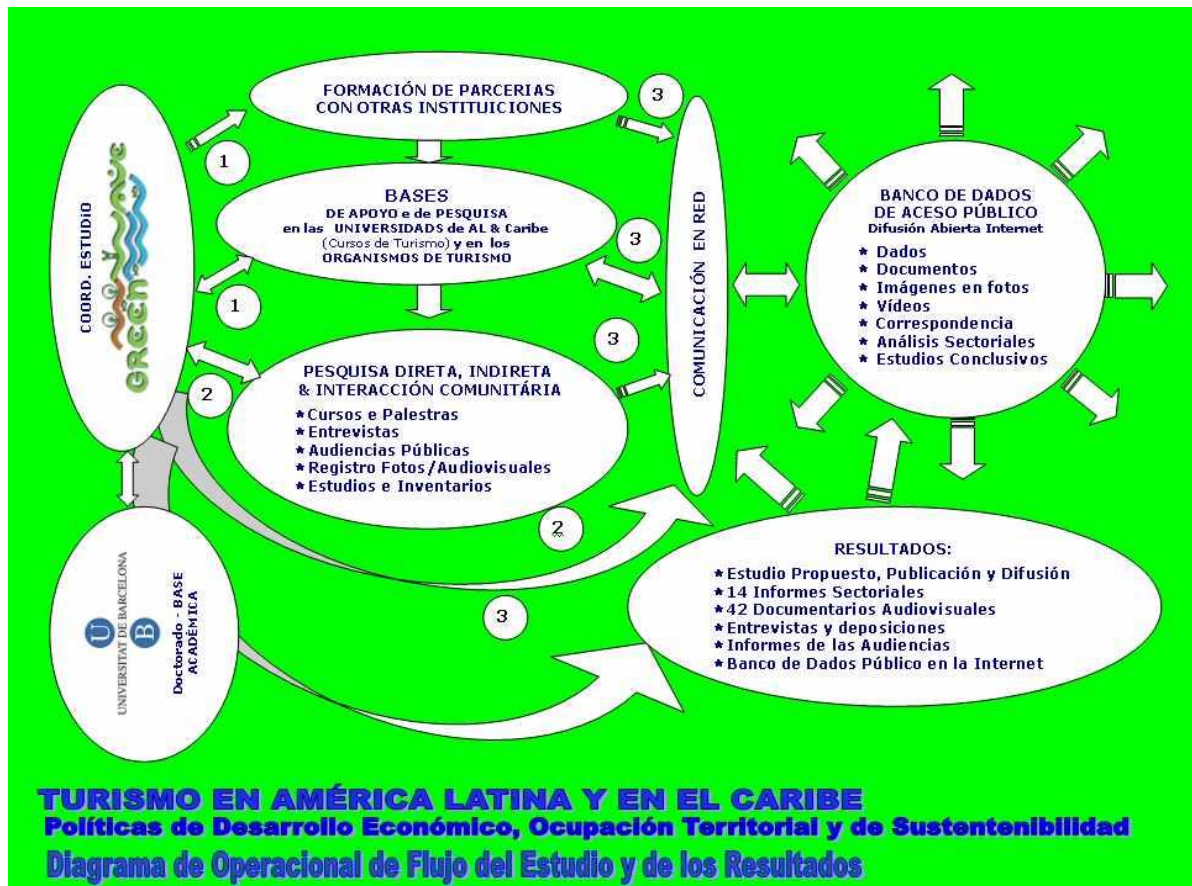 FORMACIÓN DE PARCERIAS
CON OTRAS INSTITUICIONES
3
1
COORD. ESTUDIO
GREEN WAVE
BASES
DE APOYO e de PESQUISA
en las UNIVERSIDADS de AL & Caribe
(Cursos de Turismo) y en los
ORGANISMOS DE TURISMO
3
1
COMUNICACIÓN EN RED
BANCO DE DADOS
DE ACESO PÚBLICO
Difusión Abierta Internet
* Dados
* Documentos
* Imágenes en fotos
* Vídeos
* Correspondencia
* Análisis Sectoriales
* Estudios Conclusivos
3
2
PESQUISA DIRETA, INDIRETA
& INTERACCIÓN COMUNITÁRIA
* Cursos e Palestras
* Entrevistas
* Audiencias Públicas
* Registro Fotos/Audiovisuales
* Estudios e Inventarios
2
3
UNIVERSITAT DE BARCELONA
U
B
Doctorado - BASE
ACADÉMICA
RESULTADOS:
* Estudio Propuesto, Publicación y Difusión
* 14 Informes Sectoriales
* 42 Documentarios Audiovisuales
* Entrevistas y deposiciones
* Informes de las Audiencias
* Banco de Dados Público en la Internet
TURISMO EN AMÉRICA LATINA Y EN EL CARIBE
Políticas de Desarrollo Económico, Ocupación Territorial y de Sustentenibilidad
Diagrama de Operacional de Flujo del Estudio y de los Resultados